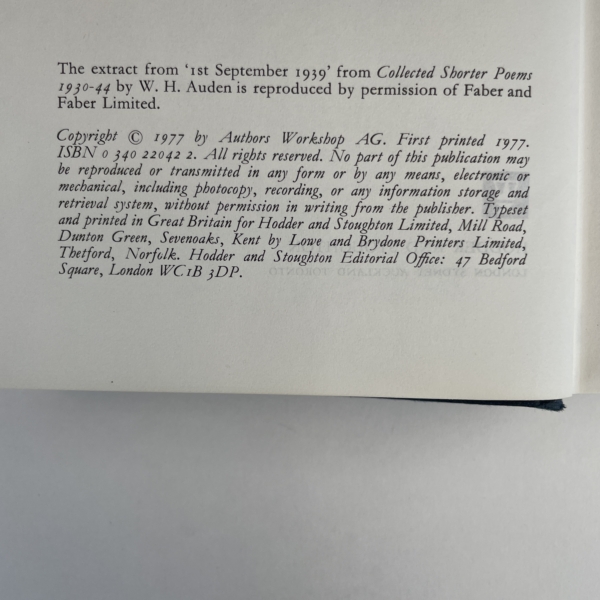 The extract from ‘1st September 1939’ from Collected Shorter Poems
1930-44 by W. H. Auden is reproduced by permission of Faber and
Faber Limited.
Copyright © 1977 by Authors Workshop AG. First printed 1977.
ISBN 0 340 22042 2. All rights reserved. No part of this publication may
be reproduced or transmitted in any form or by any means, electronic or
mechanical, including photocopy, recording, or any information storage and
retrieval system, without permission in writing from the publisher. Typeset
and printed in Great Britain for Hodder and Stoughton Limited, Mill Road,
Dunton Green, Sevenoaks, Kent by Lowe and Brydone Printers Limited,
Thetford, Norfolk. Hodder and Stoughton Editorial Office: 47 Bedford
Square, London WC1B 3DP.
LONDON SYDNEY AUCKLAND TORONTO